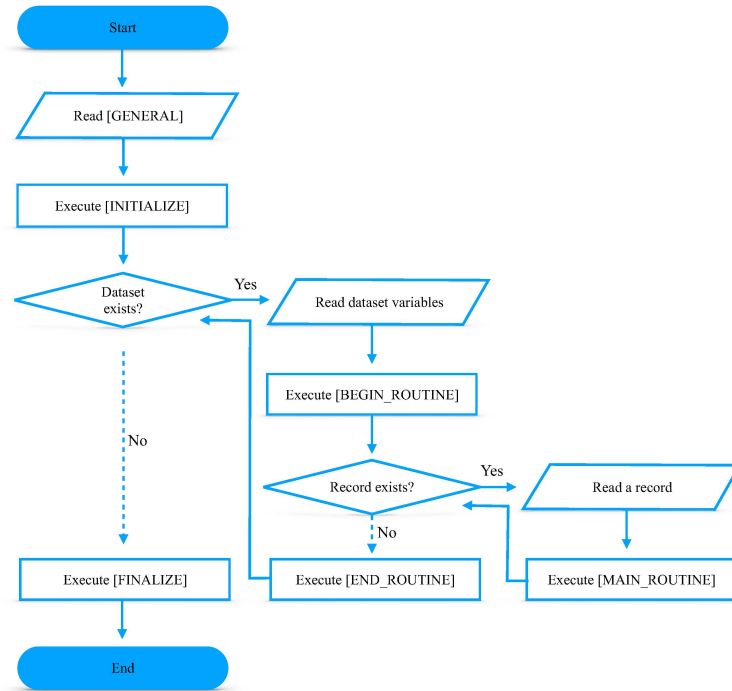 Start
Read [GENERAL]
Execute [INITIALIZE]
Dataset
exists?
Yes
Read dataset variables
Execute [BEGIN_ROUTINE]
No
Record exists?
Yes
Read a record
No
Execute [FINALIZE]
Execute [END_ROUTINE]
Execute [MAIN_ROUTINE]
End